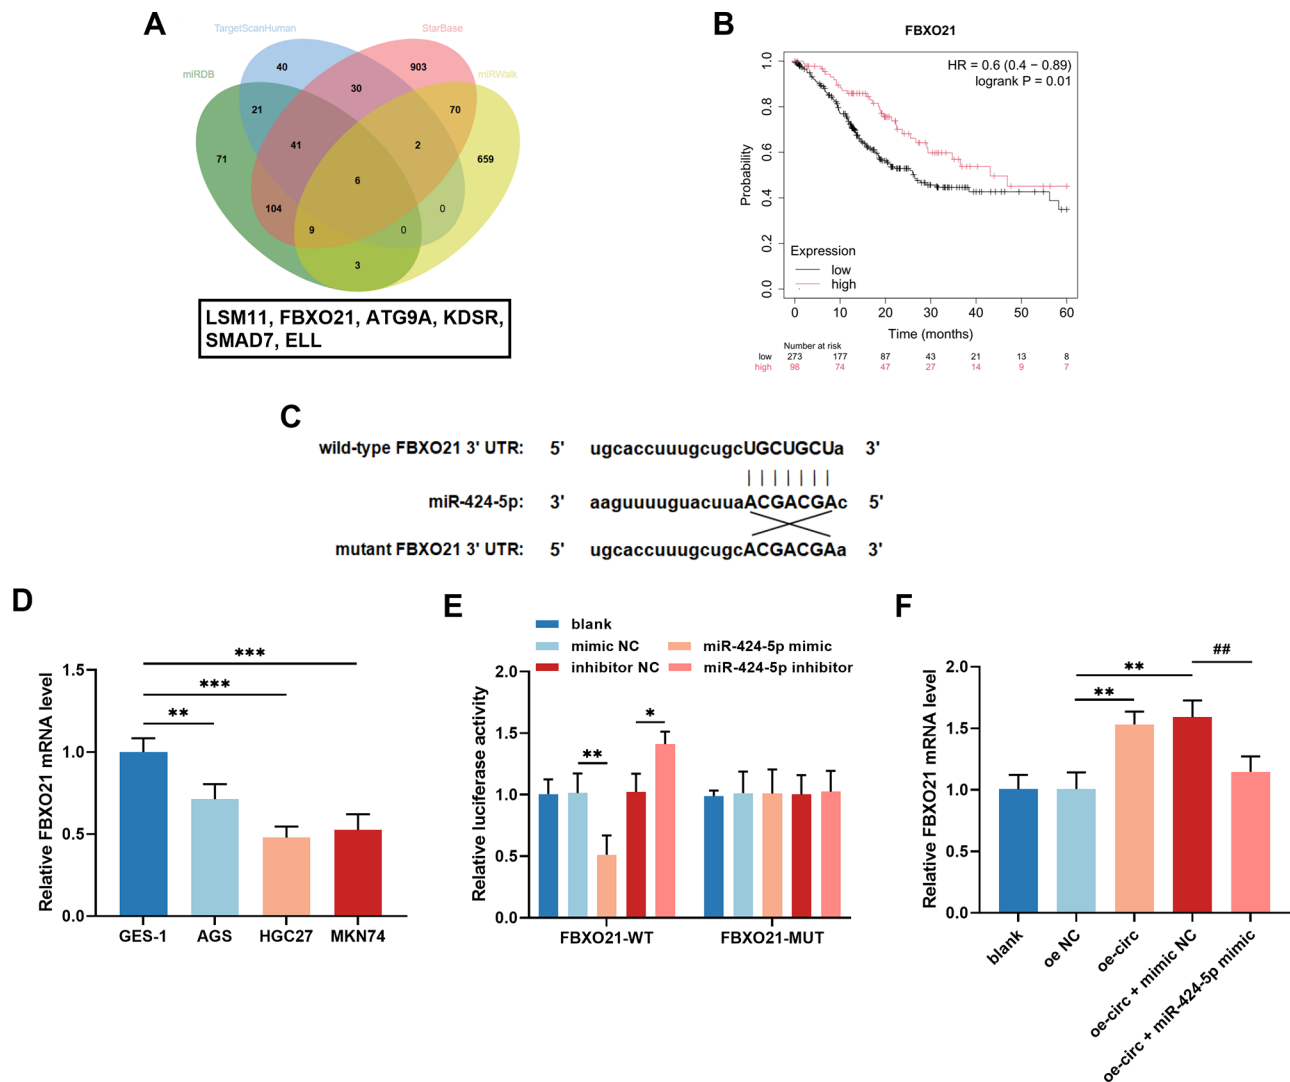 A
TargetScanHuman
StarBase
miRDB
miRWalk
40
903
30
21
70
71
41
2
659
6
104
0
9
0
3
LSM11, FBXO21, ATG9A, KDSR,
SMAD7, ELL
B
FBXO21
HR = 0.6 (0.4 − 0.89)
logrank P = 0.01
Probability
1.0
0.8
0.6
0.4
0.2
0.0
Expression
low
high
0 10 20 30 40 50 60
Time (months)
Number at risk
low 273 177 87 43 21 13 8
high 98 74 47 27 14 9 7
C
wild-type FBXO21 3' UTR: 5' ugcaccuuugcugcUGCUGCUa 3'
miR-424-5p: 3' aaguuuuguacuuaACGACGAc 5'
mutant FBXO21 3' UTR: 5' ugcaccuuugcugcACGACGAa 3'
D
Relative FBXO21 mRNA level
1.5
1.0
0.5
0.0
***
***
**
GES-1 AGS HGC27 MKN74
E
blank
mimic NC
miR-424-5p mimic
inhibitor NC
miR-424-5p inhibitor
Relative luciferase activity
2.0
1.5
1.0
0.5
0.0
**
*
FBXO21-WT FBXO21-MUT
F
Relative FBXO21 mRNA level
2.0
1.5
1.0
0.5
0.0
**
**
##
blank
oe NC
oe-circ
oe-circ + mimic NC
oe-circ + miR-424-5p mimic